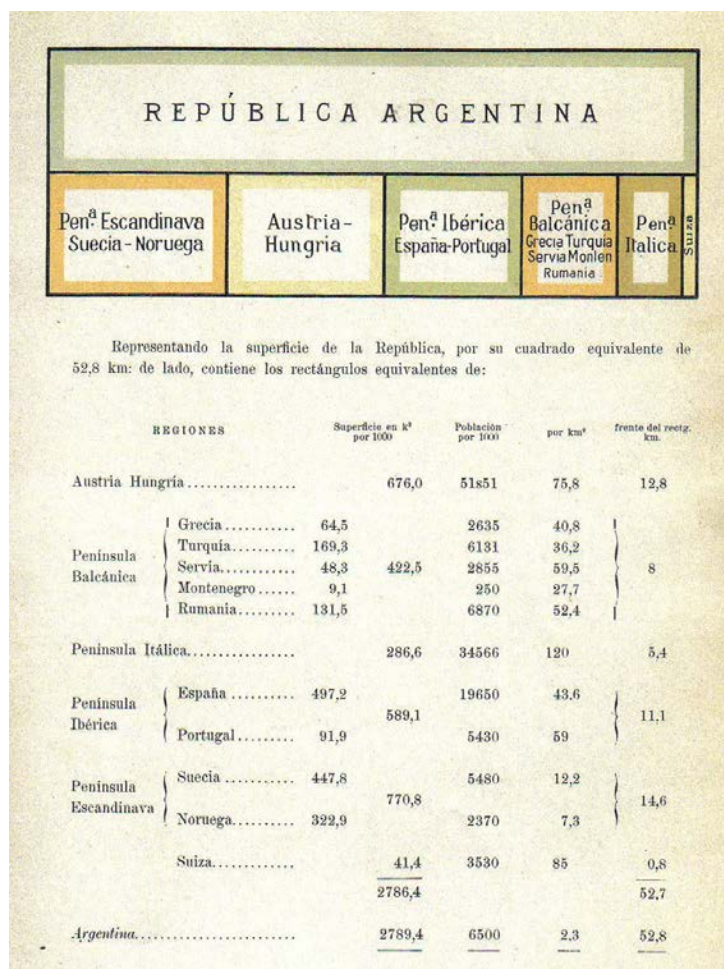 REPÚBLICA ARGENTINA
Pen.ª Escandinava
Suecia - Noruega
Austria-
Hungria
Penª Ibérica
España-Portugal
Penª
Balcánica
Grecia Turquia
Servia Monten
Rumania
Penª
Italica
Suiza
Representando la superficie de la República, por su cuadrado equivalente de
52,8 km: de lado, contiene los rectángulos equivalentes de:
REGIONES Superficie en k² por 1000 Población por 1000 por km² frente del rectg. km.
Austria Hungría................. 676,0 51851 75,8 12,8
Península Balcánica
Grecia........... 64,5 2635 40,8
Turquía.......... 169,3 6131 36,2
Servia............ 48,3 422,5 2855 59,5 8
Montenegro...... 9,1 250 27,7
Rumania......... 131,5 6870 52,4
Península Itálica................ 286,6 34566 120 5,4
Península Ibérica
España .......... 497,2 19650 43,6
589,1 11,1
Portugal......... 91,9 5430 59
Península Escandinava
Suecia ........... 447,8 5480 12,2
770,8 14,6
Noruega.......... 322,9 2370 7,3
Suiza............. 41,4 3530 85 0,8
2786,4 52,7
Argentina......................... 2789,4 6500 2,3 52,8